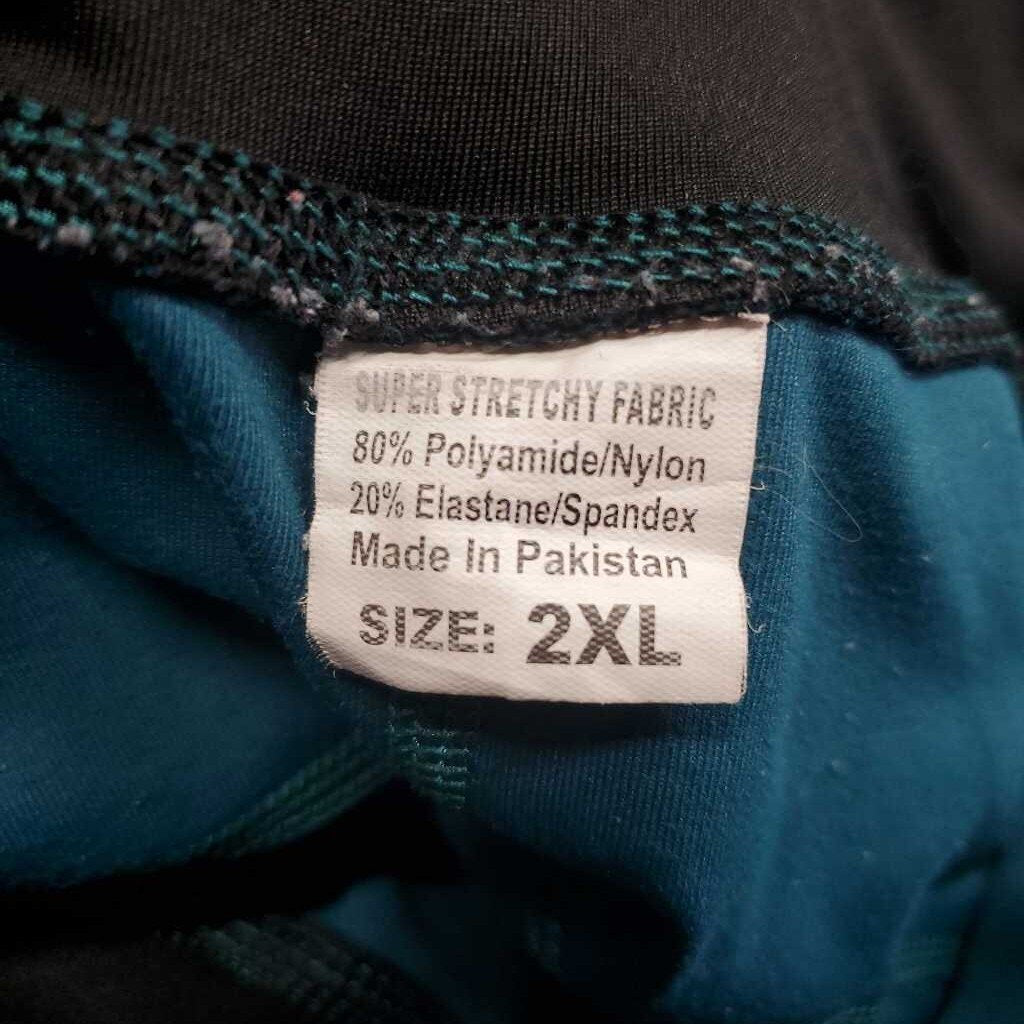 SUPER STRETCHY FABRIC
80% Polyamide/Nylon
20% Elastane/Spandex
Made In Pakistan
SIZE: 2XL